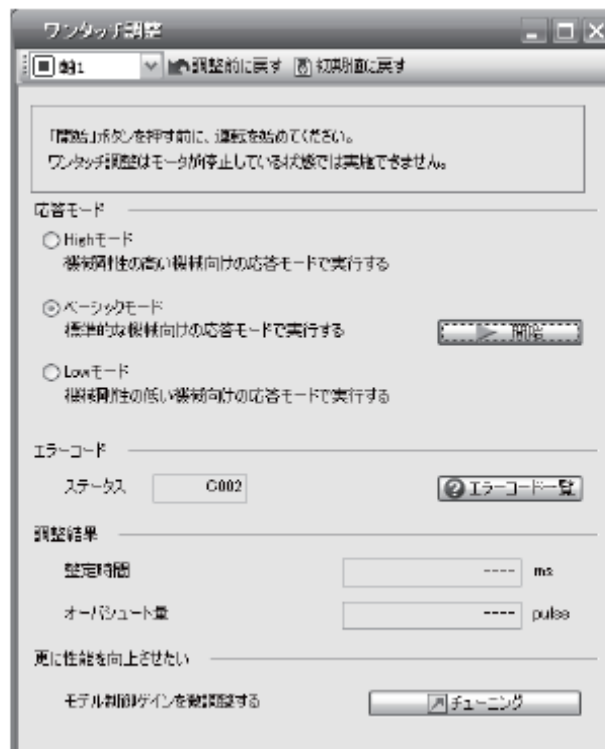 ワンタッチ調整
軸1 調整前に戻す 初期値に戻す
「開始」ボタンを押す前に、運転を始めてください。
ワンタッチ調整はモータが停止している状態では実施できません。
応答モード
Highモード
機械剛性の高い機械向けの応答モードで実行する
ベーシックモード
標準的な機械向けの応答モードで実行する
開始
Lowモード
機械剛性の低い機械向けの応答モードで実行する
エラーコード
ステータス C002 エラーコード一覧
調整結果
整定時間 ---- ms
オーバシュート量 ---- pulse
更に性能を向上させたい
モデル制御ゲインを微調整する チューニング